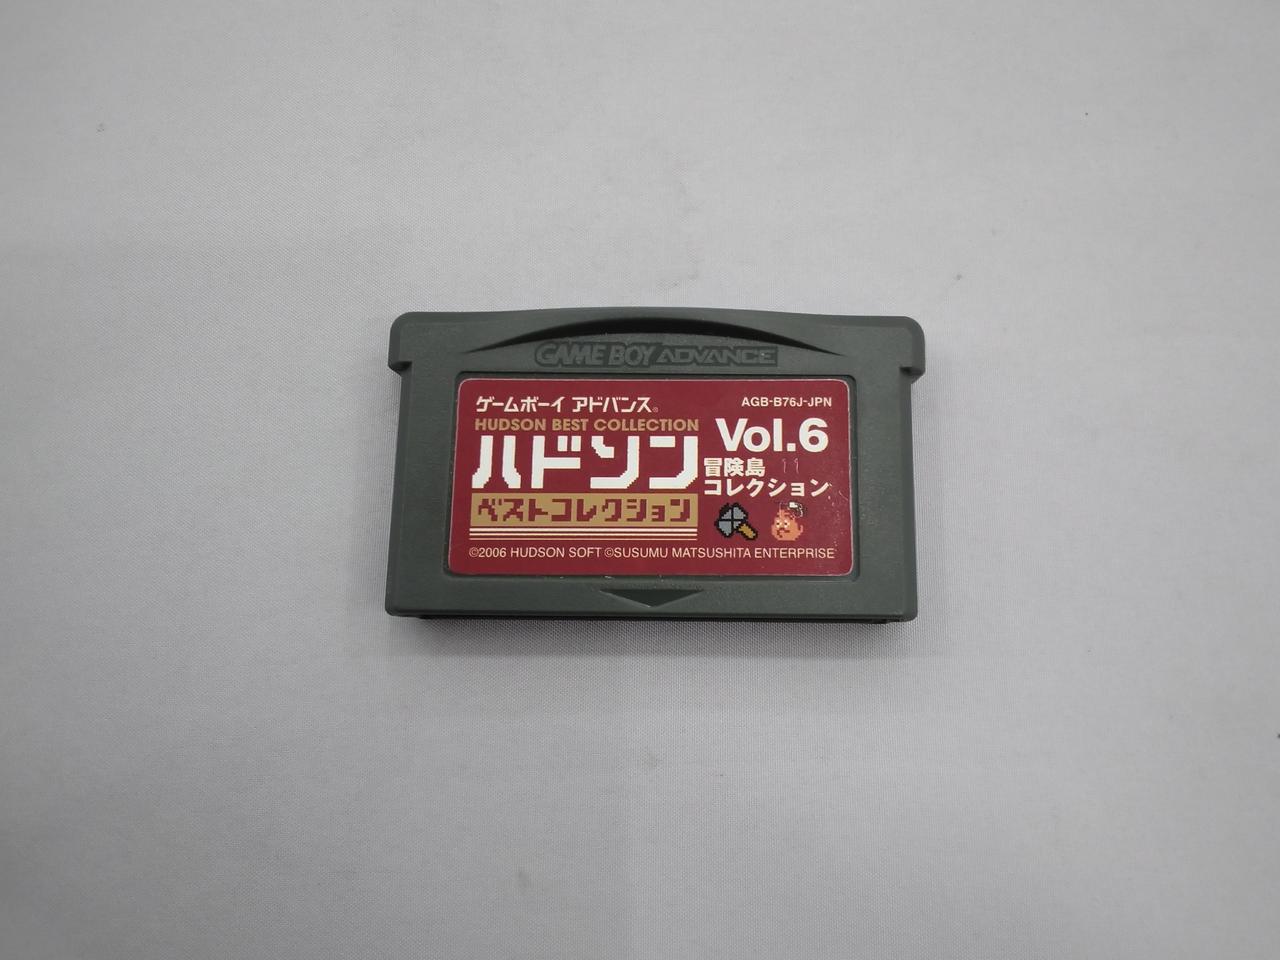 GAME BOY ADVANCE
ゲームボーイ アドバンス®
AGB-B76J-JPN
HUDSON BEST COLLECTION
ハドソン
ベストコレクション
Vol.6
冒険島
コレクション
11
©2006 HUDSON SOFT ©SUSUMU MATSUSHITA ENTERPRISE